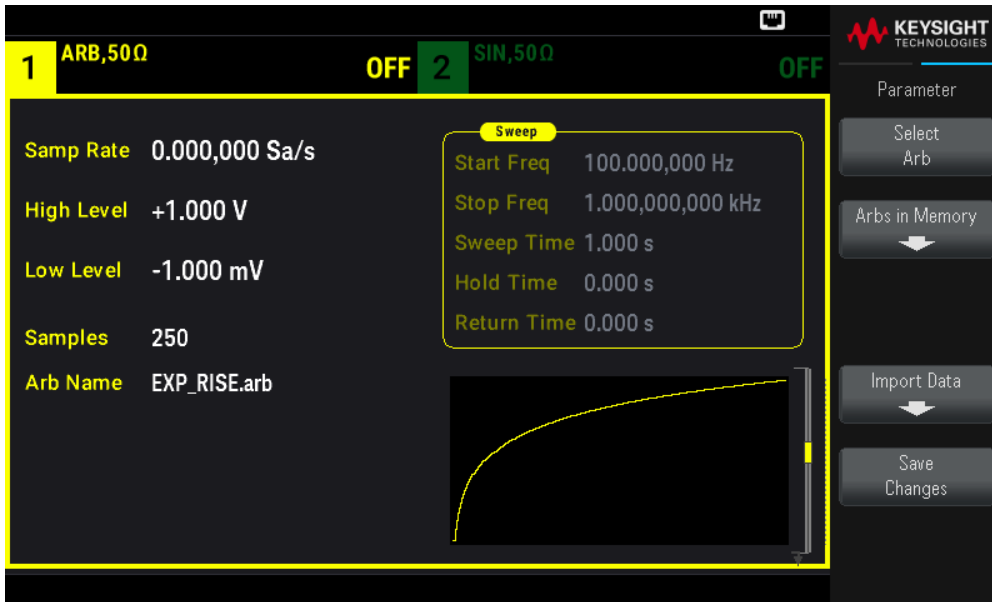 1 ARB,50Ω OFF 2 SIN,50Ω OFF
KEYSIGHT
TECHNOLOGIES
Parameter
Samp Rate 0.000,000 Sa/s
High Level +1.000 V
Low Level -1.000 mV
Samples 250
Arb Name EXP_RISE.arb
Sweep
Start Freq 100.000,000 Hz
Stop Freq 1.000,000,000 kHz
Sweep Time 1.000 s
Hold Time 0.000 s
Return Time 0.000 s
Select
Arb
Arbs in Memory
Import Data
Save
Changes